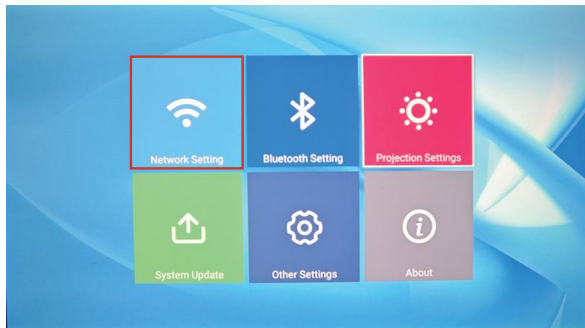 Network Setting
Bluetooth Setting
Projection Settings
System Update
Other Settings
About